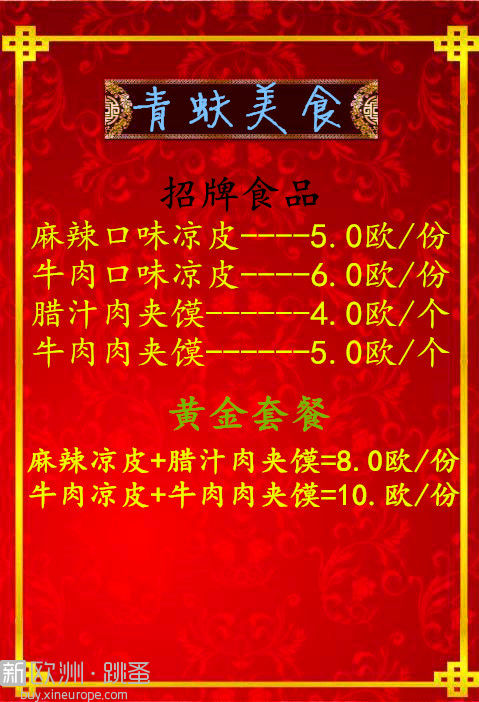 青蚨美食
招牌食品
麻辣口味凉皮----5.0欧/份
牛肉口味凉皮----6.0欧/份
腊汁肉夹馍------4.0欧/个
牛肉肉夹馍------5.0欧/个
黄金套餐
麻辣凉皮+腊汁肉夹馍=8.0欧/份
牛肉凉皮+牛肉肉夹馍=10.欧/份
新欧洲·跳蚤
buy.xineurope.com